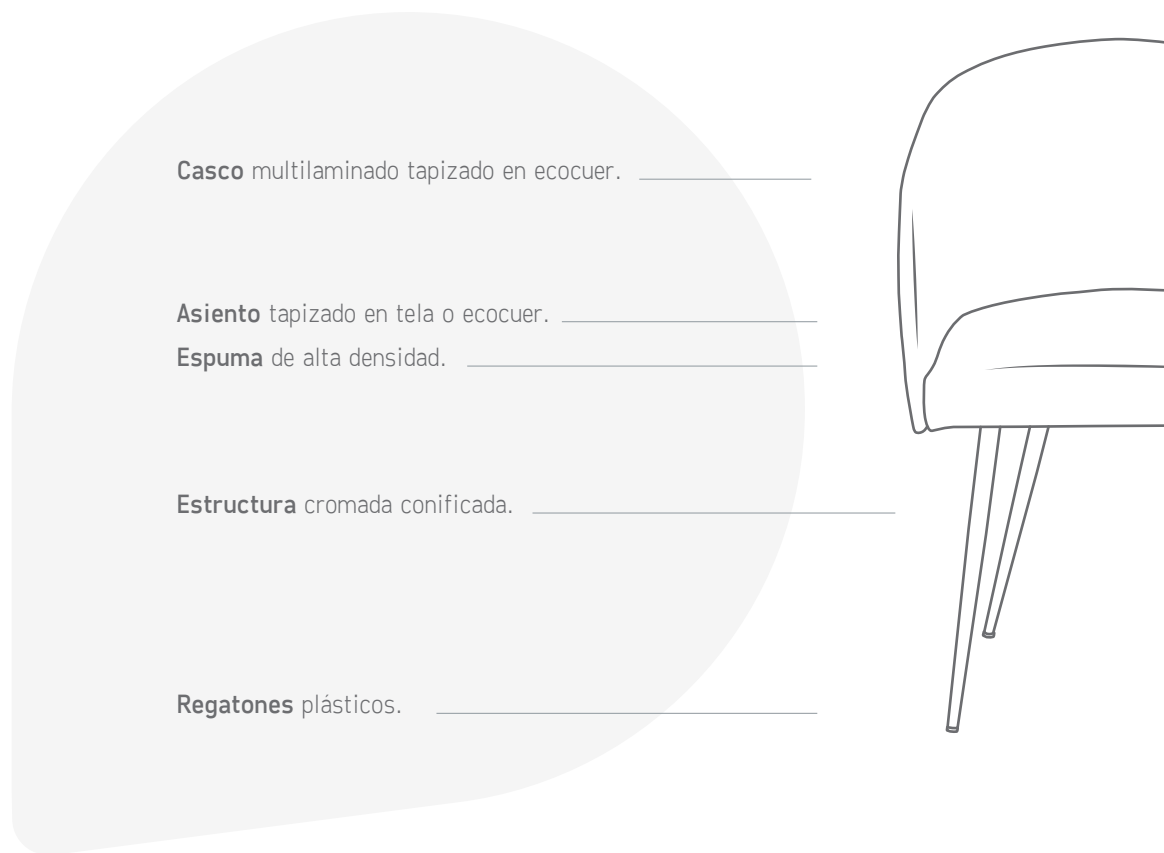 Casco multilaminado tapizado en ecocuer.
Asiento tapizado en tela o ecocuer.
Espuma de alta densidad.
Estructura cromada conificada.
Regatones plásticos.